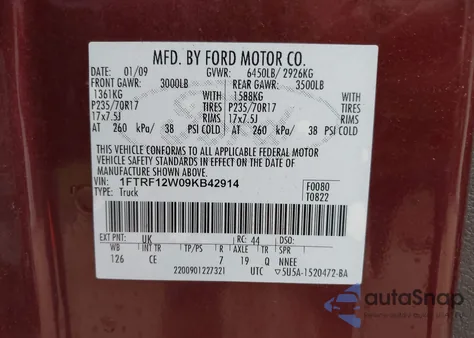 MFD. BY FORD MOTOR CO.
DATE: 01/09 GVWR: 6450LB/ 2926KG
FRONT GAWR: 3000LB REAR GAWR: 3500LB
1361KG WITH 1588KG WITH
P235/70R17 TIRES P235/70R17 TIRES
17x7.5J RIMS 17x7.5J RIMS
AT 260 kPa/ 38 PSI COLD AT 260 kPa/ 38 PSI COLD
THIS VEHICLE CONFORMS TO ALL APPLICABLE FEDERAL MOTOR
VEHICLE SAFETY STANDARDS IN EFFECT ON THE DATE OF MANUFACTURE
SHOWN ABOVE.
VIN: 1FTRF12W09KB42914 F0080
TYPE: Truck T0822
EXT PNT: UK RC: 44 DSO:
WB INT TR TP/PS R AXLE TR SPR
126 CE 7 19 Q NNEE
2200901227321 UTC ▽5U5A-1520472-BA
autoSnap